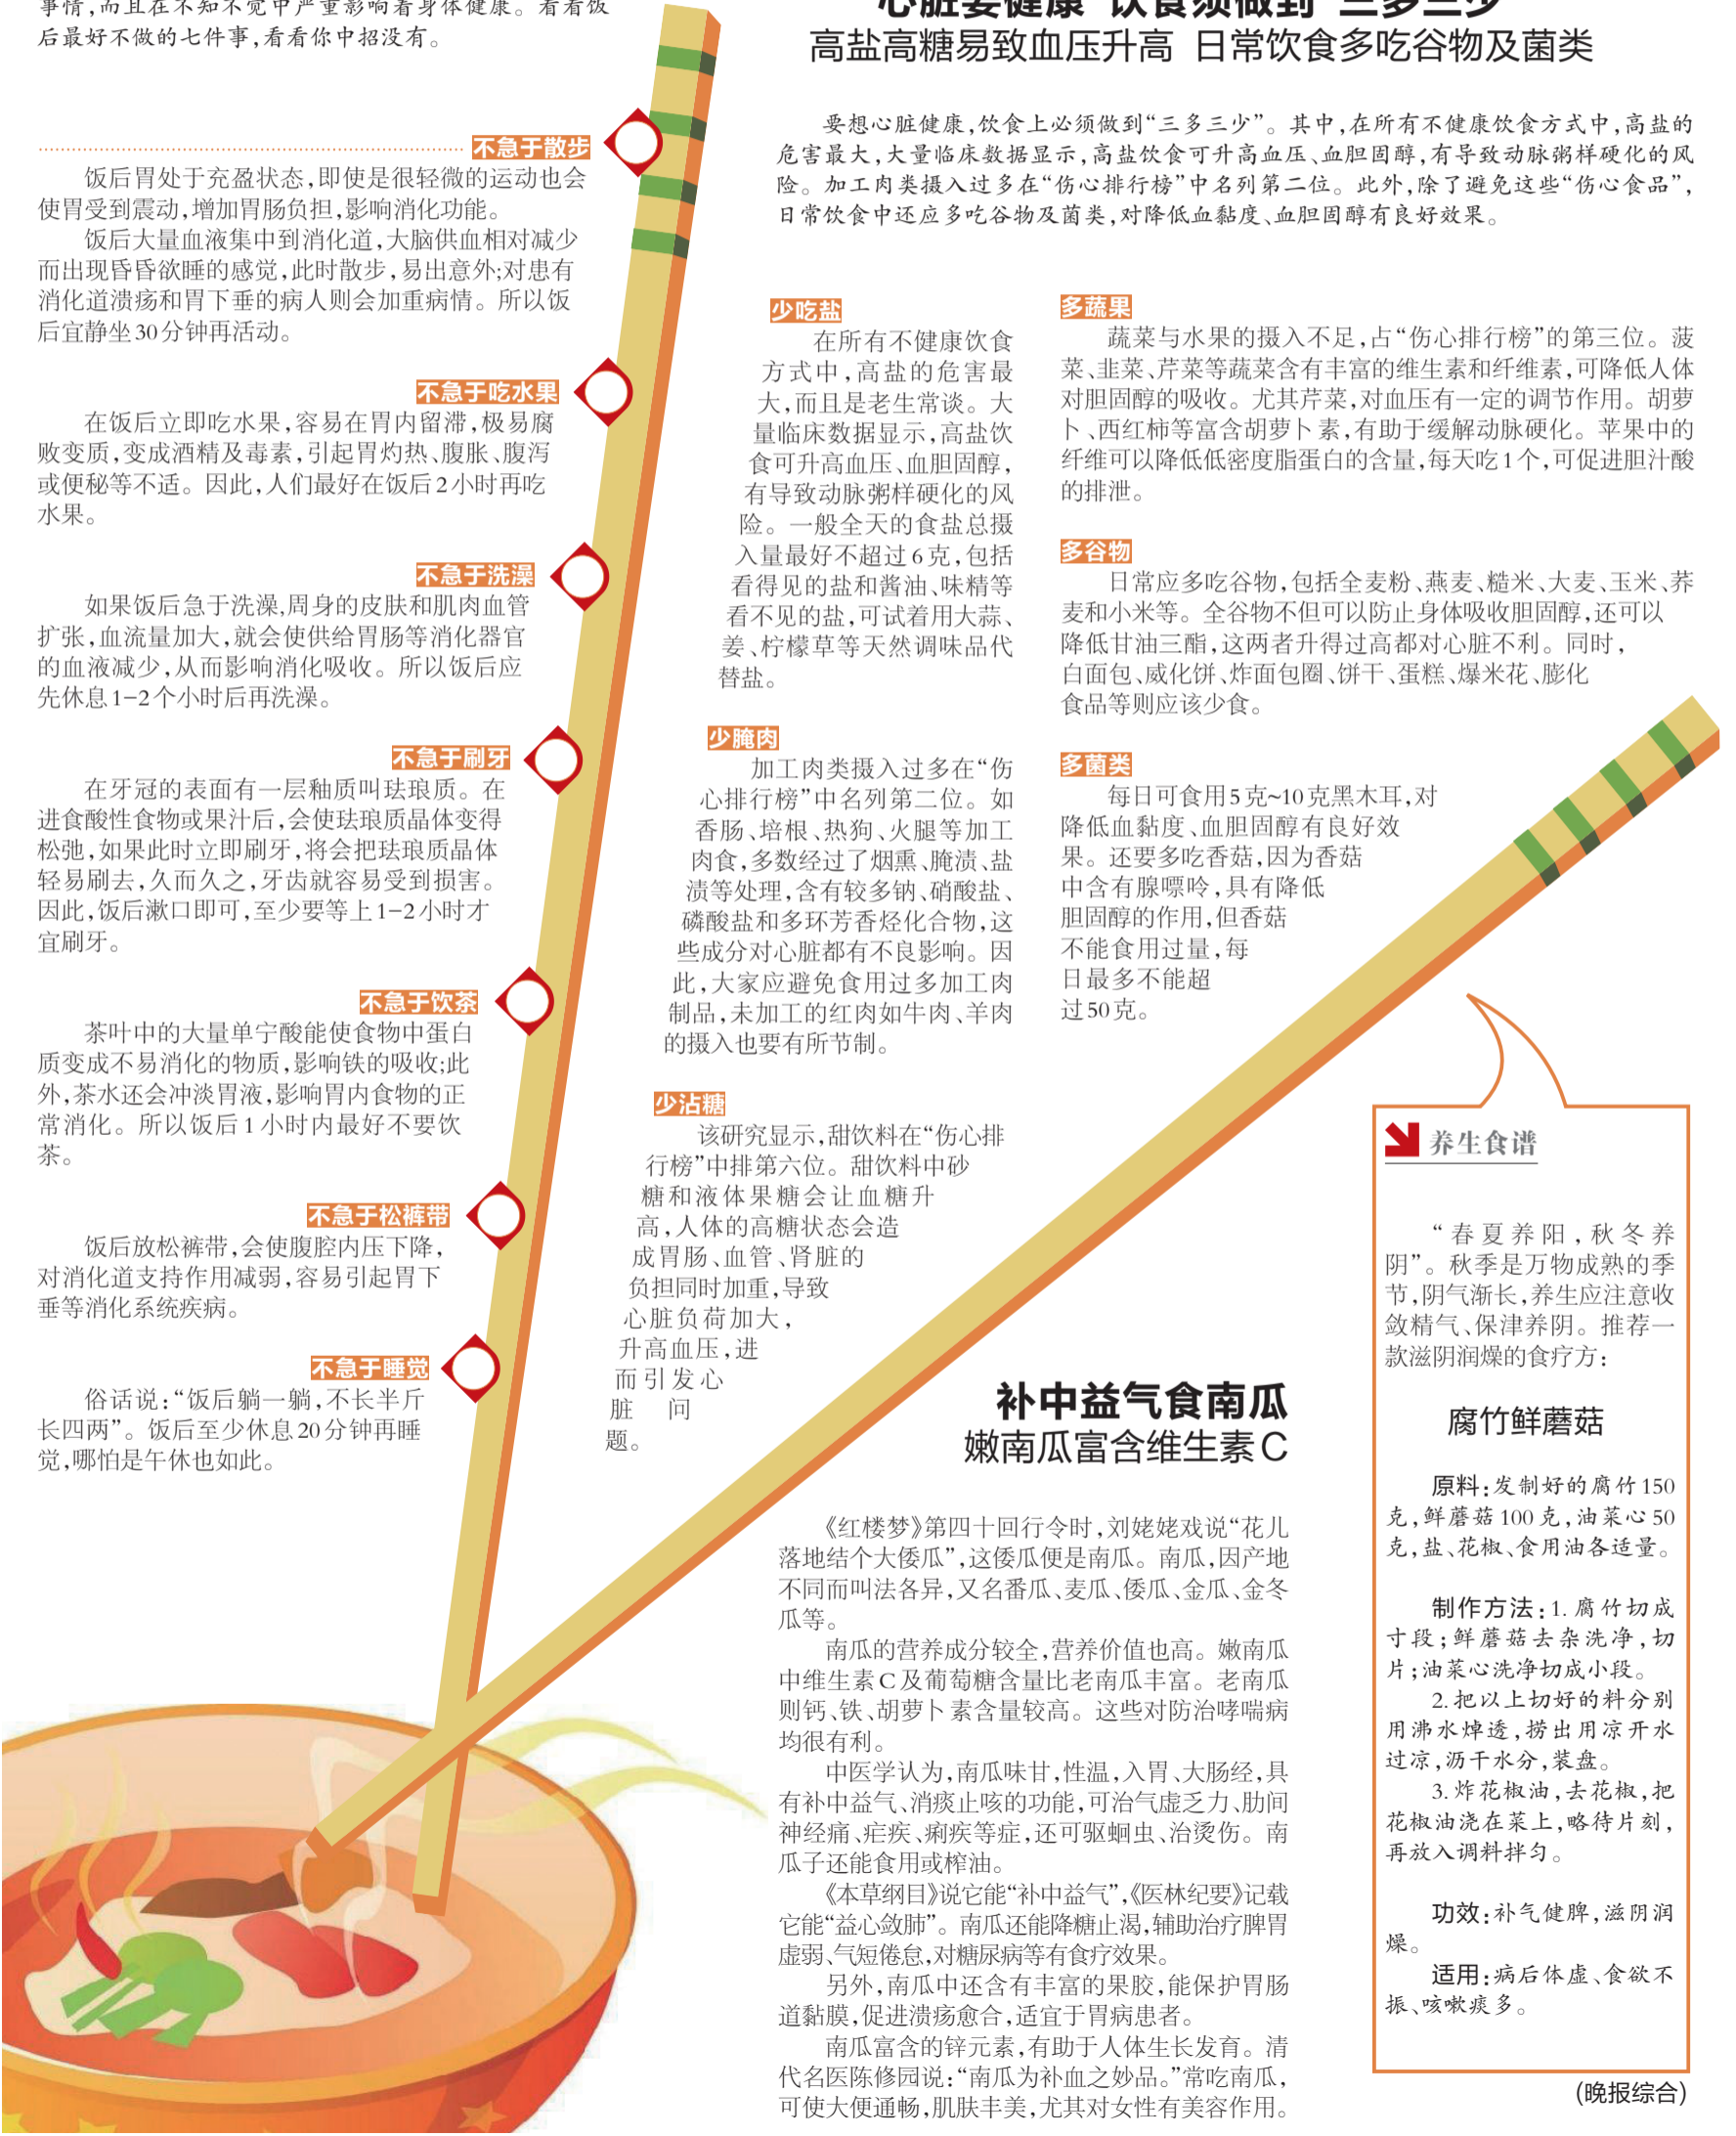 事情,而且在不知不觉中严重影响着身体健康。看看饭
后最好不做的七件事,看看你中招没有。
不急于散步
饭后胃处于充盈状态,即使是很轻微的运动也会
使胃受到震动,增加胃肠负担,影响消化功能。
饭后大量血液集中到消化道,大脑供血相对减少
而出现昏昏欲睡的感觉,此时散步,易出意外;对患有
消化道溃疡和胃下垂的病人则会加重病情。所以饭
后宜静坐30分钟再活动。
不急于吃水果
在饭后立即吃水果,容易在胃内留滞,极易腐
败变质,变成酒精及毒素,引起胃灼热、腹胀、腹泻
或便秘等不适。因此,人们最好在饭后2小时再吃
水果。
不急于洗澡
如果饭后急于洗澡,周身的皮肤和肌肉血管
扩张,血流量加大,就会使供给胃肠等消化器官
的血液减少,从而影响消化吸收。所以饭后应
先休息1-2个小时后再洗澡。
不急于刷牙
在牙冠的表面有一层釉质叫珐琅质。在
进食酸性食物或果汁后,会使珐琅质晶体变得
松弛,如果此时立即刷牙,将会把珐琅质晶体
轻易刷去,久而久之,牙齿就容易受到损害。
因此,饭后漱口即可,至少要等上1-2小时才
宜刷牙。
不急于饮茶
茶叶中的大量单宁酸能使食物中蛋白
质变成不易消化的物质,影响铁的吸收;此
外,茶水还会冲淡胃液,影响胃内食物的正
常消化。所以饭后1小时内最好不要饮
茶。
不急于松裤带
饭后放松裤带,会使腹腔内压下降,
对消化道支持作用减弱,容易引起胃下
垂等消化系统疾病。
不急于睡觉
俗话说:“饭后躺一躺,不长半斤
长四两”。饭后至少休息20分钟再睡
觉,哪怕是午休也如此。
心脏要健康 饮食须做到“三多三少”
高盐高糖易致血压升高 日常饮食多吃谷物及菌类
要想心脏健康,饮食上必须做到“三多三少”。其中,在所有不健康饮食方式中,高盐的
危害最大,大量临床数据显示,高盐饮食可升高血压、血胆固醇,有导致动脉粥样硬化的风
险。加工肉类摄入过多在“伤心排行榜”中名列第二位。此外,除了避免这些“伤心食品”,
日常饮食中还应多吃谷物及菌类,对降低血黏度、血胆固醇有良好效果。
少吃盐
在所有不健康饮食
方式中,高盐的危害最
大,而且是老生常谈。大
量临床数据显示,高盐饮
食可升高血压、血胆固醇,
有导致动脉粥样硬化的风
险。一般全天的食盐总摄
入量最好不超过6克,包括
看得见的盐和酱油、味精等
看不见的盐,可试着用大蒜、
姜、柠檬草等天然调味品代
替盐。
少腌肉
加工肉类摄入过多在“伤
心排行榜”中名列第二位。如
香肠、培根、热狗、火腿等加工
肉食,多数经过了烟熏、腌渍、盐
渍等处理,含有较多钠、硝酸盐、
磷酸盐和多环芳香烃化合物,这
些成分对心脏都有不良影响。因
此,大家应避免食用过多加工肉
制品,未加工的红肉如牛肉、羊肉
的摄入也要有所节制。
少沾糖
该研究显示,甜饮料在“伤心排
行榜”中排第六位。甜饮料中砂
糖和液体果糖会让血糖升
高,人体的高糖状态会造
成胃肠、血管、肾脏的
负担同时加重,导致
心脏负荷加大,
升高血压,进
而引发心
脏 问
题。
多蔬果
蔬菜与水果的摄入不足,占“伤心排行榜”的第三位。菠
菜、韭菜、芹菜等蔬菜含有丰富的维生素和纤维素,可降低人体
对胆固醇的吸收。尤其芹菜,对血压有一定的调节作用。胡萝
卜、西红柿等富含胡萝卜素,有助于缓解动脉硬化。苹果中的
纤维可以降低低密度脂蛋白的含量,每天吃1个,可促进胆汁酸
的排泄。
多谷物
日常应多吃谷物,包括全麦粉、燕麦、糙米、大麦、玉米、荞
麦和小米等。全谷物不但可以防止身体吸收胆固醇,还可以
降低甘油三酯,这两者升得过高都对心脏不利。同时,
白面包、威化饼、炸面包圈、饼干、蛋糕、爆米花、膨化
食品等则应该少食。
多菌类
每日可食用5克~10克黑木耳,对
降低血黏度、血胆固醇有良好效
果。还要多吃香菇,因为香菇
中含有腺嘌呤,具有降低
胆固醇的作用,但香菇
不能食用过量,每
日最多不能超
过50克。
补中益气食南瓜
嫩南瓜富含维生素C
《红楼梦》第四十回行令时,刘姥姥戏说“花儿
落地结个大倭瓜”,这倭瓜便是南瓜。南瓜,因产地
不同而叫法各异,又名番瓜、麦瓜、倭瓜、金瓜、金冬
瓜等。
南瓜的营养成分较全,营养价值也高。嫩南瓜
中维生素C及葡萄糖含量比老南瓜丰富。老南瓜
则钙、铁、胡萝卜素含量较高。这些对防治哮喘病
均很有利。
中医学认为,南瓜味甘,性温,入胃、大肠经,具
有补中益气、消痰止咳的功能,可治气虚乏力、肋间
神经痛、疟疾、痢疾等症,还可驱蛔虫、治烫伤。南
瓜子还能食用或榨油。
《本草纲目》说它能“补中益气”,《医林纪要》记载
它能“益心敛肺”。南瓜还能降糖止渴,辅助治疗脾胃
虚弱、气短倦怠,对糖尿病等有食疗效果。
另外,南瓜中还含有丰富的果胶,能保护胃肠
道黏膜,促进溃疡愈合,适宜于胃病患者。
南瓜富含的锌元素,有助于人体生长发育。清
代名医陈修园说:“南瓜为补血之妙品。”常吃南瓜,
可使大便通畅,肌肤丰美,尤其对女性有美容作用。
养生食谱
“春夏养阳,秋冬养
阴”。秋季是万物成熟的季
节,阴气渐长,养生应注意收
敛精气、保津养阴。推荐一
款滋阴润燥的食疗方:
腐竹鲜蘑菇
原料:发制好的腐竹150
克,鲜蘑菇100克,油菜心50
克,盐、花椒、食用油各适量。
制作方法:1.腐竹切成
寸段;鲜蘑菇去杂洗净,切
片;油菜心洗净切成小段。
2.把以上切好的料分别
用沸水焯透,捞出用凉开水
过凉,沥干水分,装盘。
3.炸花椒油,去花椒,把
花椒油浇在菜上,略待片刻,
再放入调料拌匀。
功效:补气健脾,滋阴润
燥。
适用:病后体虚、食欲不
振、咳嗽痰多。
(晚报综合)